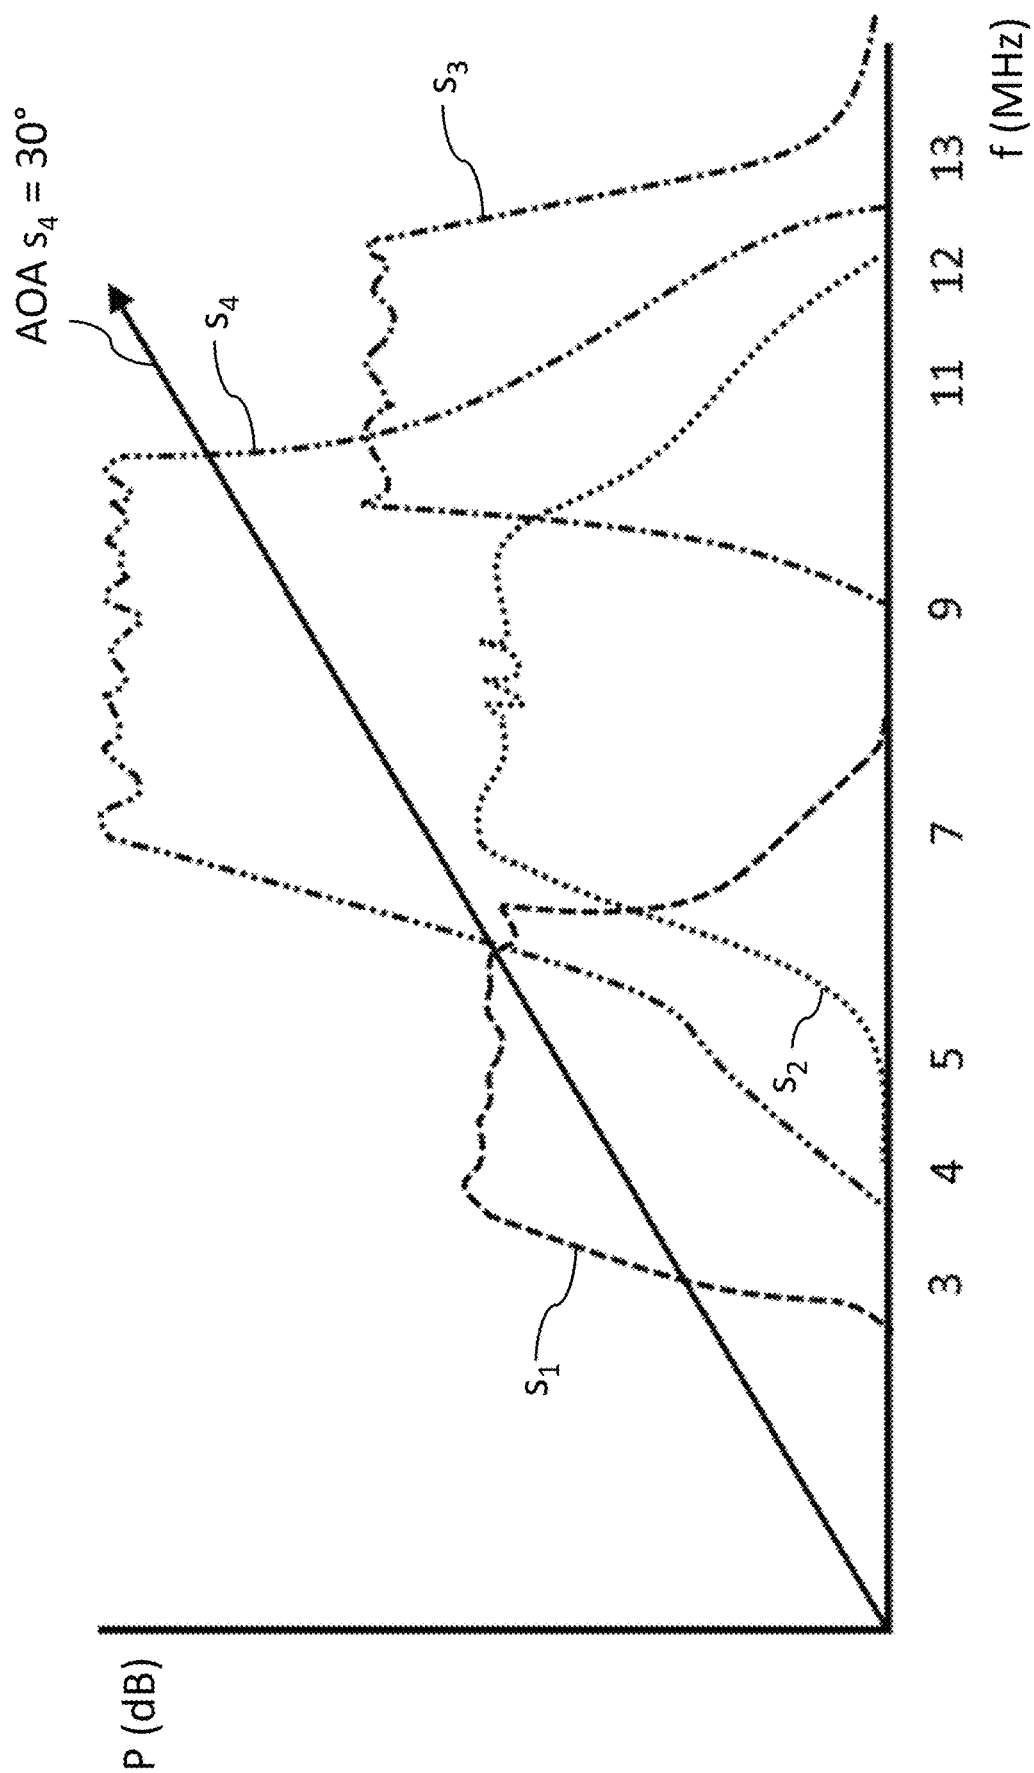 P (dB)
AOA s₄ = 30°
s₄
s₃
s₁
s₂
3 4 5 7 9 11 12 13
f (MHz)